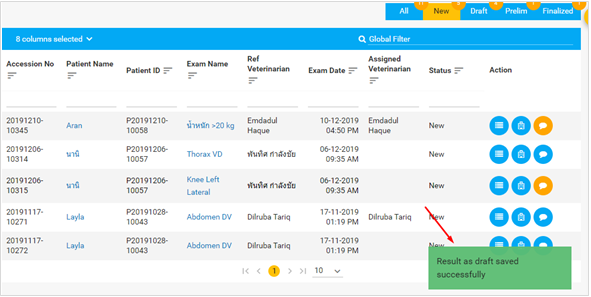 All New Draft Prelim Finalized
8 columns selected Global Filter
Accession No Patient Name Patient ID Exam Name Ref Veterinarian Exam Date Assigned Veterinarian Status Action
20191210-10345 Aran P20191210-10058 น้ำหนัก >20 kg Emdadul Haque 10-12-2019 04:50 PM Emdadul Haque New
20191206-10314 นานิ P20191206-10057 Thorax VD พันทิศ กำลังชัย 06-12-2019 09:35 AM New
20191206-10315 นานิ P20191206-10057 Knee Left Lateral พันทิศ กำลังชัย 06-12-2019 09:35 AM New
20191117-10271 Layla P20191028-10043 Abdomen DV Dilruba Tariq 17-11-2019 01:19 PM Dilruba Tariq New
20191117-10272 Layla P20191028-10043 Abdomen DV Dilruba Tariq 17-11-2019 01:19 PM New
Result as draft saved
successfully
1 10